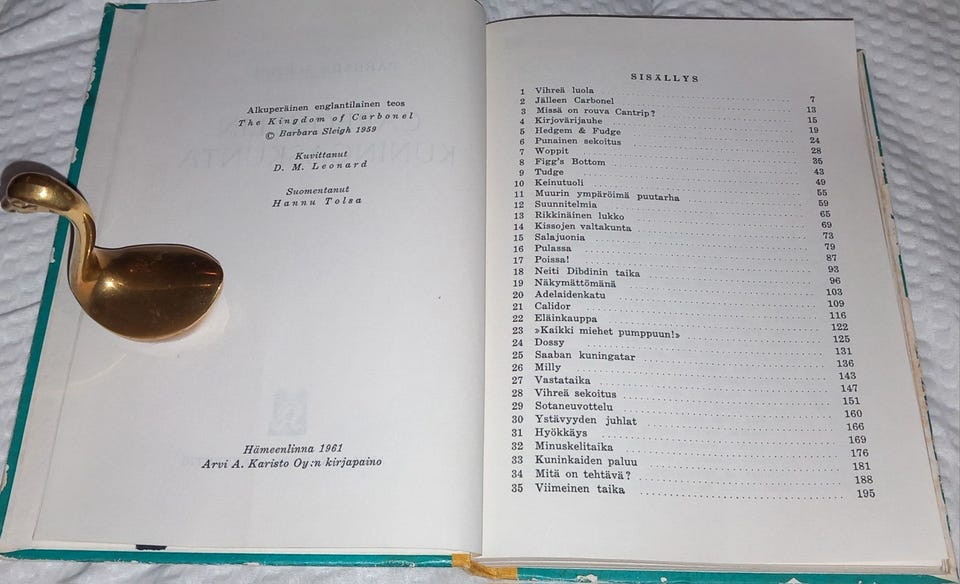 Alkuperäinen englantilainen teos
The Kingdom of Carbonel
© Barbara Sleigh 1959
Kuvittanut
D. M. Leonard
Suomentanut
Hannu Tolsa
Hämeenlinna 1961
Arvi A. Karisto Oy:n kirjapaino
SISÄLLYS
1 Vihreä luola 7
2 Jälleen Carbonel 13
3 Missä on rouva Cantrip? 15
4 Kirjovärijauhe 19
5 Hedgem & Fudge 24
6 Punainen sekoitus 28
7 Woppit 35
8 Figg's Bottom 43
9 Tudge 49
10 Keinutuoli 55
11 Muurin ympäröimä puutarha 59
12 Suunnitelmia 65
13 Rikkinäinen lukko 69
14 Kissojen valtakunta 73
15 Salajuonia 79
16 Pulassa 87
17 Poissa! 93
18 Neiti Dibdinin taika 96
19 Näkymättömänä 103
20 Adelaidenkatu 109
21 Calidor 116
22 Eläinkauppa 122
23 »Kaikki miehet pumppuun!» 125
24 Dossy 131
25 Saaban kuningatar 136
26 Milly 143
27 Vastataika 147
28 Vihreä sekoitus 151
29 Sotaneuvottelu 160
30 Ystävyyden juhlat 166
31 Hyökkäys 169
32 Minuskelitaika 176
33 Kuninkaiden paluu 181
34 Mitä on tehtävä? 188
35 Viimeinen taika 195